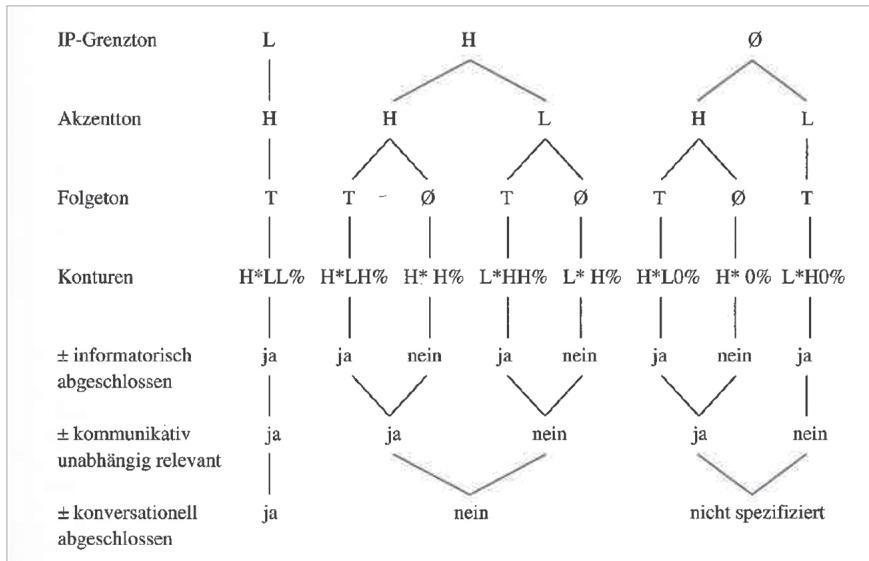 IP-Grenzton L H Ø
Akzentton H H L H L
Folgeton T T Ø T Ø T Ø T
Konturen H*LL% H*LH% H* H% L*HH% L* H% H*L0% H* 0% L*H0%
± informatorisch ja ja nein ja nein ja nein ja
abgeschlossen
± kommunikativ ja ja nein ja nein
unabhängig relevant
± konversationell ja nein nicht spezifiziert
abgeschlossen